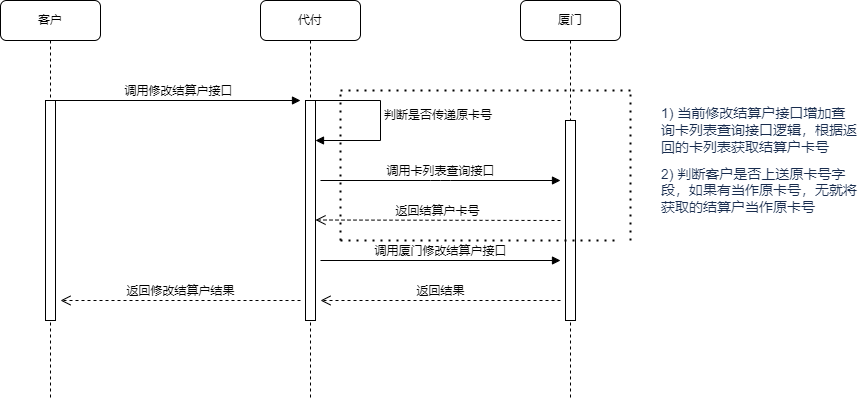 客户
代付
厦门
调用修改结算户接口
判断是否传递原卡号
调用卡列表查询接口
返回结算户卡号
调用厦门修改结算户接口
返回修改结算户结果
返回结果
1) 当前修改结算户接口增加查
询卡列表查询接口逻辑，根据返
回的卡列表获取结算户卡号
2) 判断客户是否上送原卡号字
段，如果有当作原卡号，无就将
获取的结算户当作原卡号